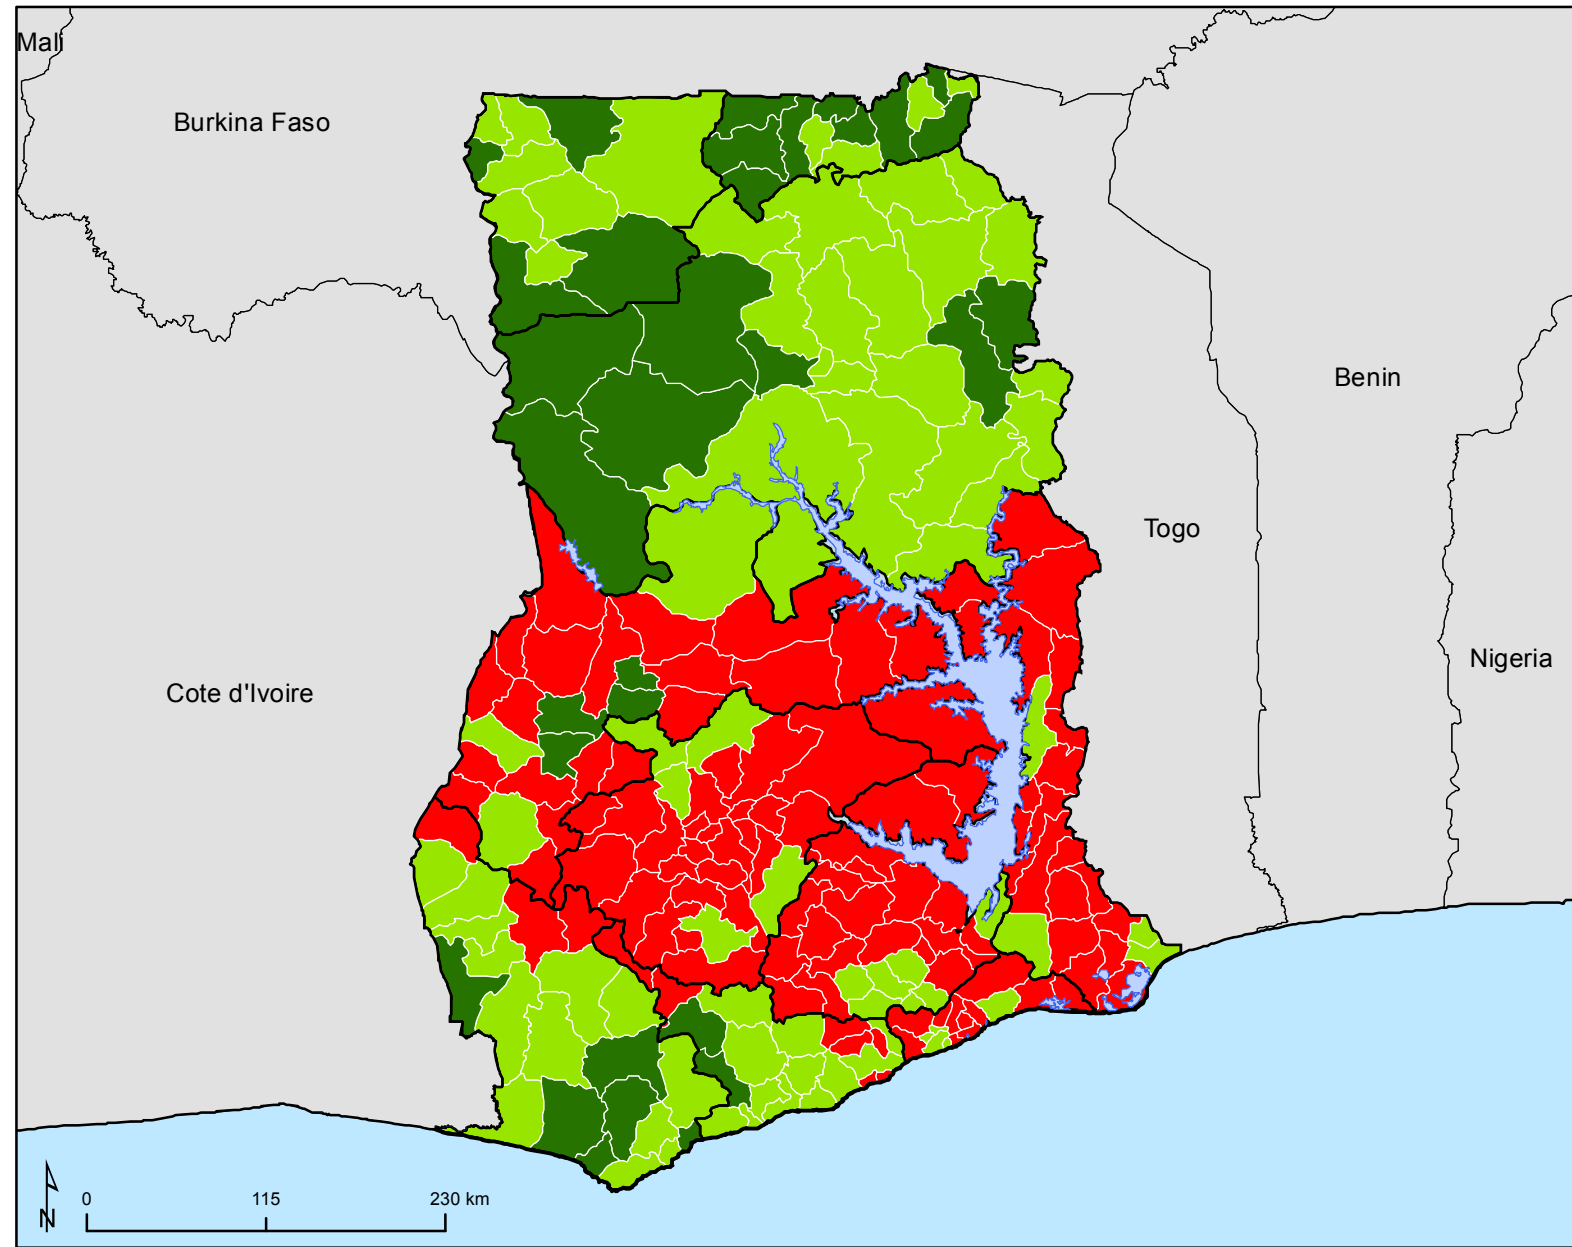 Mali
Burkina Faso
Benin
Togo
Nigeria
Cote d'Ivoire
N
0 115 230 km